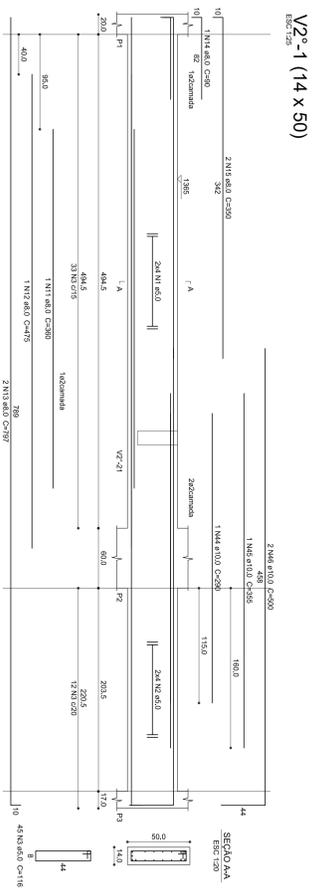 V2°-1 (14 x 50)
ESC 1:25
2 N46 ø10,0 C=500
458
44
1 N45 ø10,0 C=355
160,0
2 N15 ø8,0 C=350
10
342
1 N44 ø10,0 C=290
115,0
1 N14 ø8,0 C=90
10
82
1ø2camada
2ø2camada
1365
A
2x4 N1 ø5,0
2x4 N2 ø5,0
A
P1
V2°-21
P2
P3
20,0
494,5
60,0
203,5
17,0
494,5
33 N3 c/15
220,5
12 N3 c/20
95,0
1 N11 ø8,0 C=360
1ø2camada
40,0
1 N12 ø8,0 C=475
789
2 N13 ø8,0 C=797
10
SEÇÃO A-A
ESC 1:20
50,0
14,0
44
8
45 N3 ø5,0 C=116